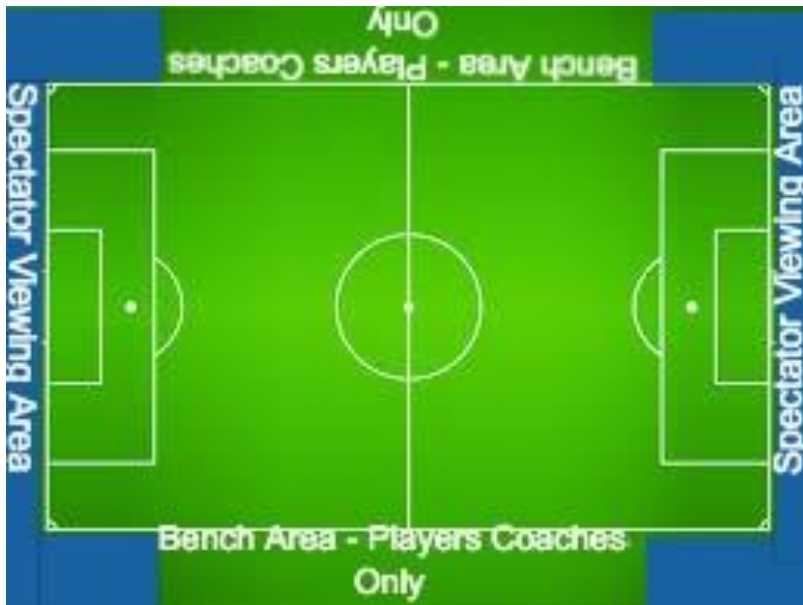 Bench Area - Players Coaches
Only
Spectator Viewing Area
Spectator Viewing Area
Bench Area - Players Coaches
Only